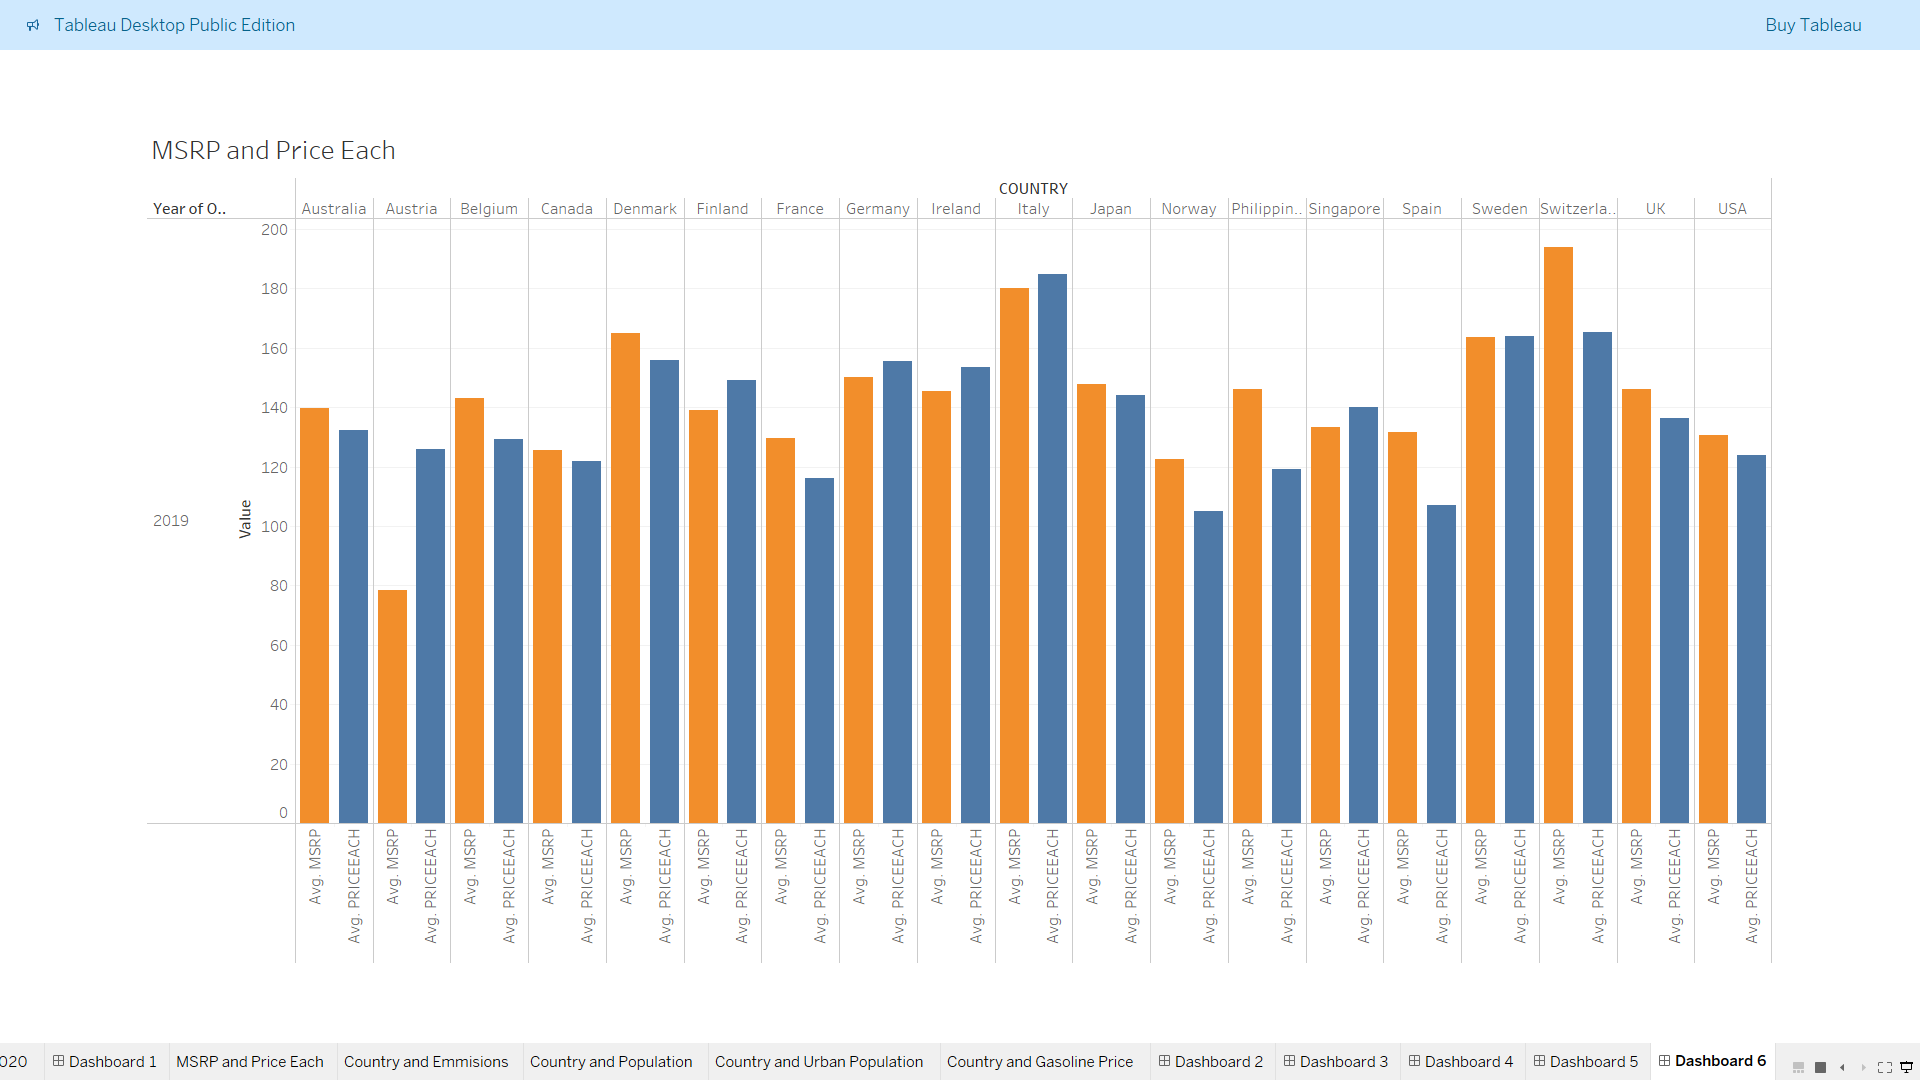 Tableau Desktop Public Edition
Buy Tableau
MSRP and Price Each
COUNTRY
Year of O..
Australia Austria Belgium Canada Denmark Finland France Germany Ireland Italy Japan Norway Philippin.. Singapore Spain Sweden Switzerla.. UK USA
200
180
160
140
120
100
80
60
40
20
0
Value
2019
Avg. MSRP Avg. PRICEEACH Avg. MSRP Avg. PRICEEACH Avg. MSRP Avg. PRICEEACH Avg. MSRP Avg. PRICEEACH Avg. MSRP Avg. PRICEEACH Avg. MSRP Avg. PRICEEACH Avg. MSRP Avg. PRICEEACH Avg. MSRP Avg. PRICEEACH Avg. MSRP Avg. PRICEEACH Avg. MSRP Avg. PRICEEACH Avg. MSRP Avg. PRICEEACH Avg. MSRP Avg. PRICEEACH Avg. MSRP Avg. PRICEEACH Avg. MSRP Avg. PRICEEACH Avg. MSRP Avg. PRICEEACH Avg. MSRP Avg. PRICEEACH Avg. MSRP Avg. PRICEEACH Avg. MSRP Avg. PRICEEACH Avg. MSRP Avg. PRICEEACH
020 Dashboard 1 MSRP and Price Each Country and Emmisions Country and Population Country and Urban Population Country and Gasoline Price Dashboard 2 Dashboard 3 Dashboard 4 Dashboard 5 Dashboard 6